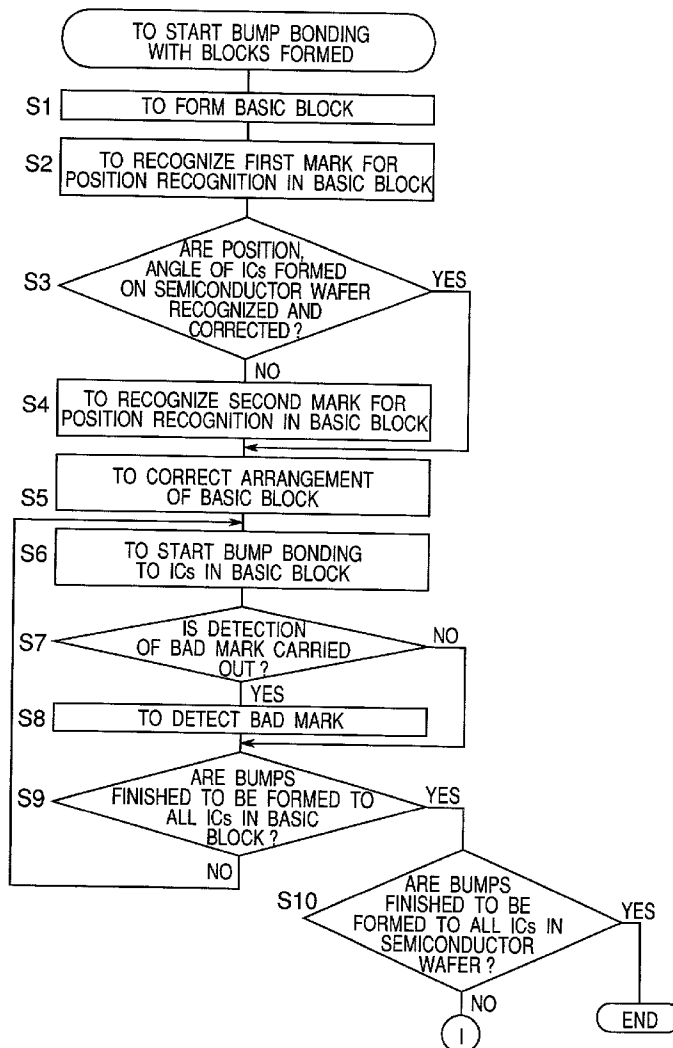 TO START BUMP BONDING
WITH BLOCKS FORMED
S1
TO FORM BASIC BLOCK
S2
TO RECOGNIZE FIRST MARK FOR
POSITION RECOGNITION IN BASIC BLOCK
S3
ARE POSITION,
ANGLE OF ICs FORMED
ON SEMICONDUCTOR WAFER
RECOGNIZED AND
CORRECTED?
YES
NO
S4
TO RECOGNIZE SECOND MARK FOR
POSITION RECOGNITION IN BASIC BLOCK
S5
TO CORRECT ARRANGEMENT
OF BASIC BLOCK
S6
TO START BUMP BONDING
TO ICs IN BASIC BLOCK
S7
IS DETECTION
OF BAD MARK CARRIED
OUT?
NO
YES
S8
TO DETECT BAD MARK
S9
ARE BUMPS
FINISHED TO BE FORMED TO
ALL ICs IN BASIC
BLOCK?
YES
NO
S10
ARE BUMPS
FINISHED TO BE
FORMED TO ALL ICs IN
SEMICONDUCTOR
WAFER?
YES
NO
I
END